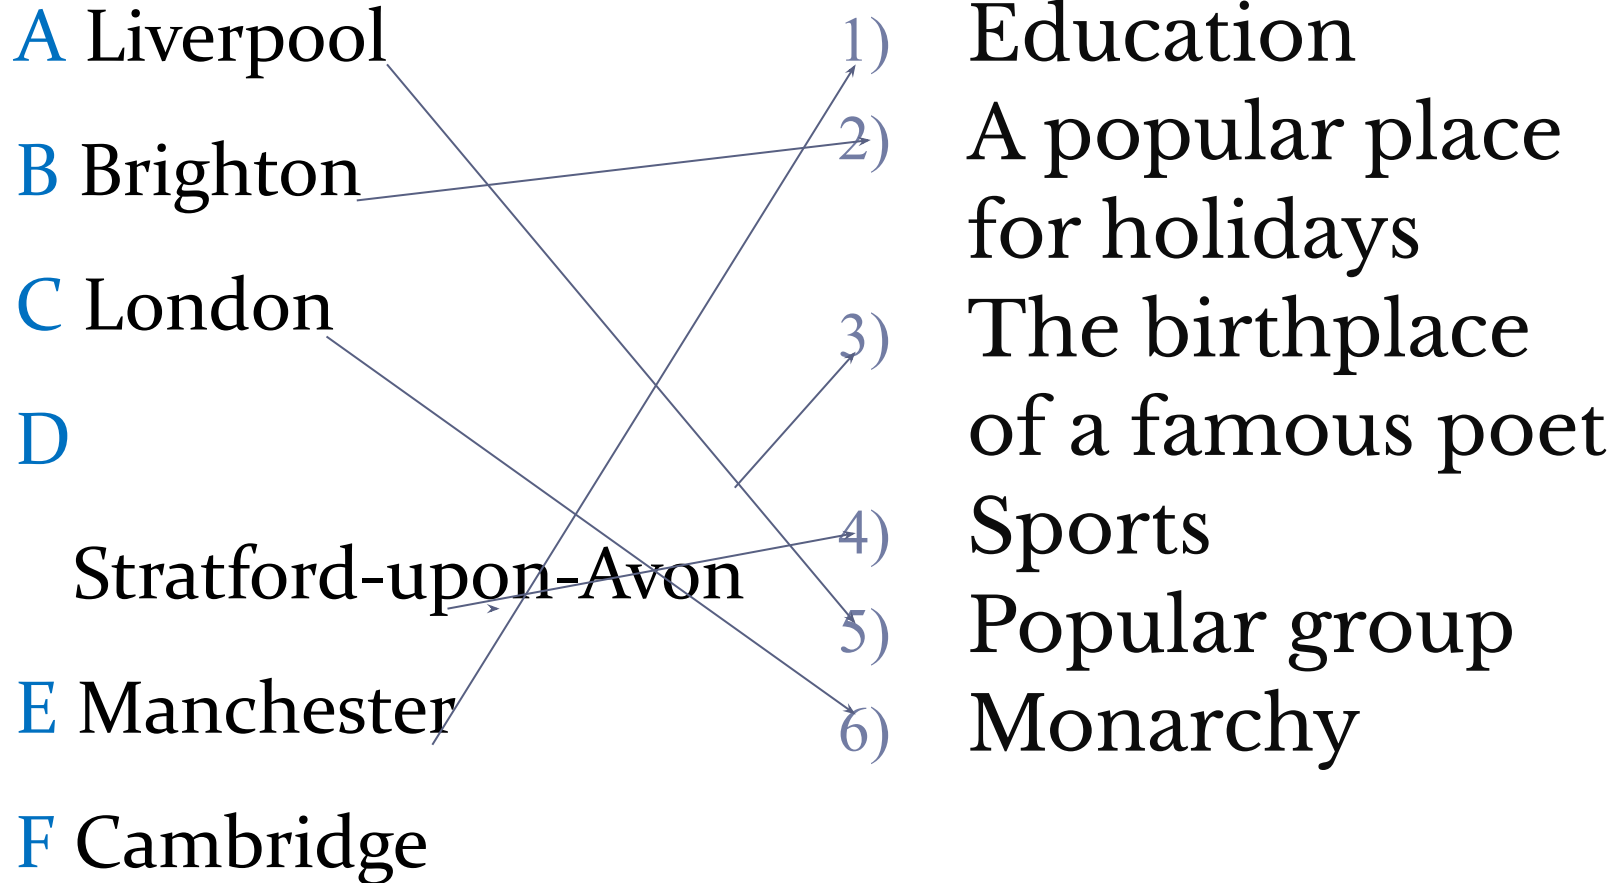 A Liverpool
B Brighton
C London
D
Stratford-upon-Avon
E Manchester
F Cambridge
1) Education
2) A popular place
for holidays
3) The birthplace
of a famous poet
4) Sports
5) Popular group
6) Monarchy